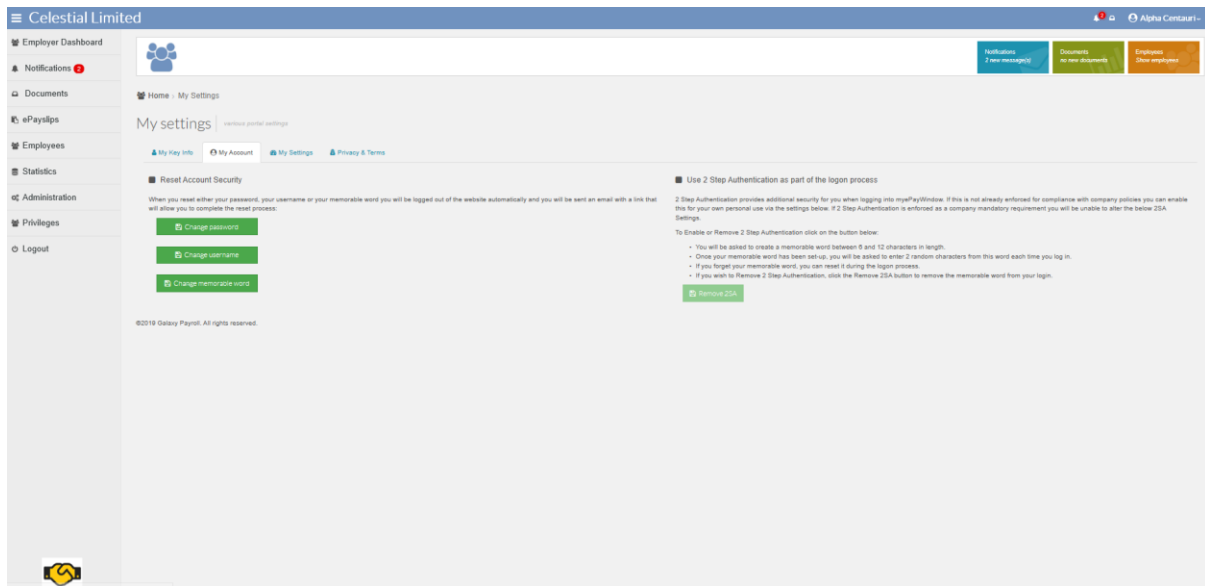 Celestial Limited
2
Alpha Centauri
Employer Dashboard
Notifications 2
Documents
ePayslips
Employees
Statistics
Administration
Privileges
Logout
Notifications
2 new message(s)
Documents
no new documents
Employees
Show employees
Home › My Settings
My settings various portal settings
My Key Info My Account My Settings Privacy & Terms
Reset Account Security
When you reset either your password, your username or your memorable word you will be logged out of the website automatically and you will be sent an email with a link that
will allow you to complete the reset process:
Change password
Change username
Change memorable word
Use 2 Step Authentication as part of the logon process
2 Step Authentication provides additional security for you when logging into myePayWindow. If this is not already enforced for compliance with company policies you can enable
this for your own personal use via the settings below. If 2 Step Authentication is enforced as a company mandatory requirement you will be unable to alter the below 2SA
Settings.
To Enable or Remove 2 Step Authentication click on the button below:
• You will be asked to create a memorable word between 6 and 12 characters in length.
• Once your memorable word has been set-up, you will be asked to enter 2 random characters from this word each time you log in.
• If you forget your memorable word, you can reset it during the logon process.
• If you wish to Remove 2 Step Authentication, click the Remove 2SA button to remove the memorable word from your login.
Remove 2SA
©2019 Galaxy Payroll. All rights reserved.